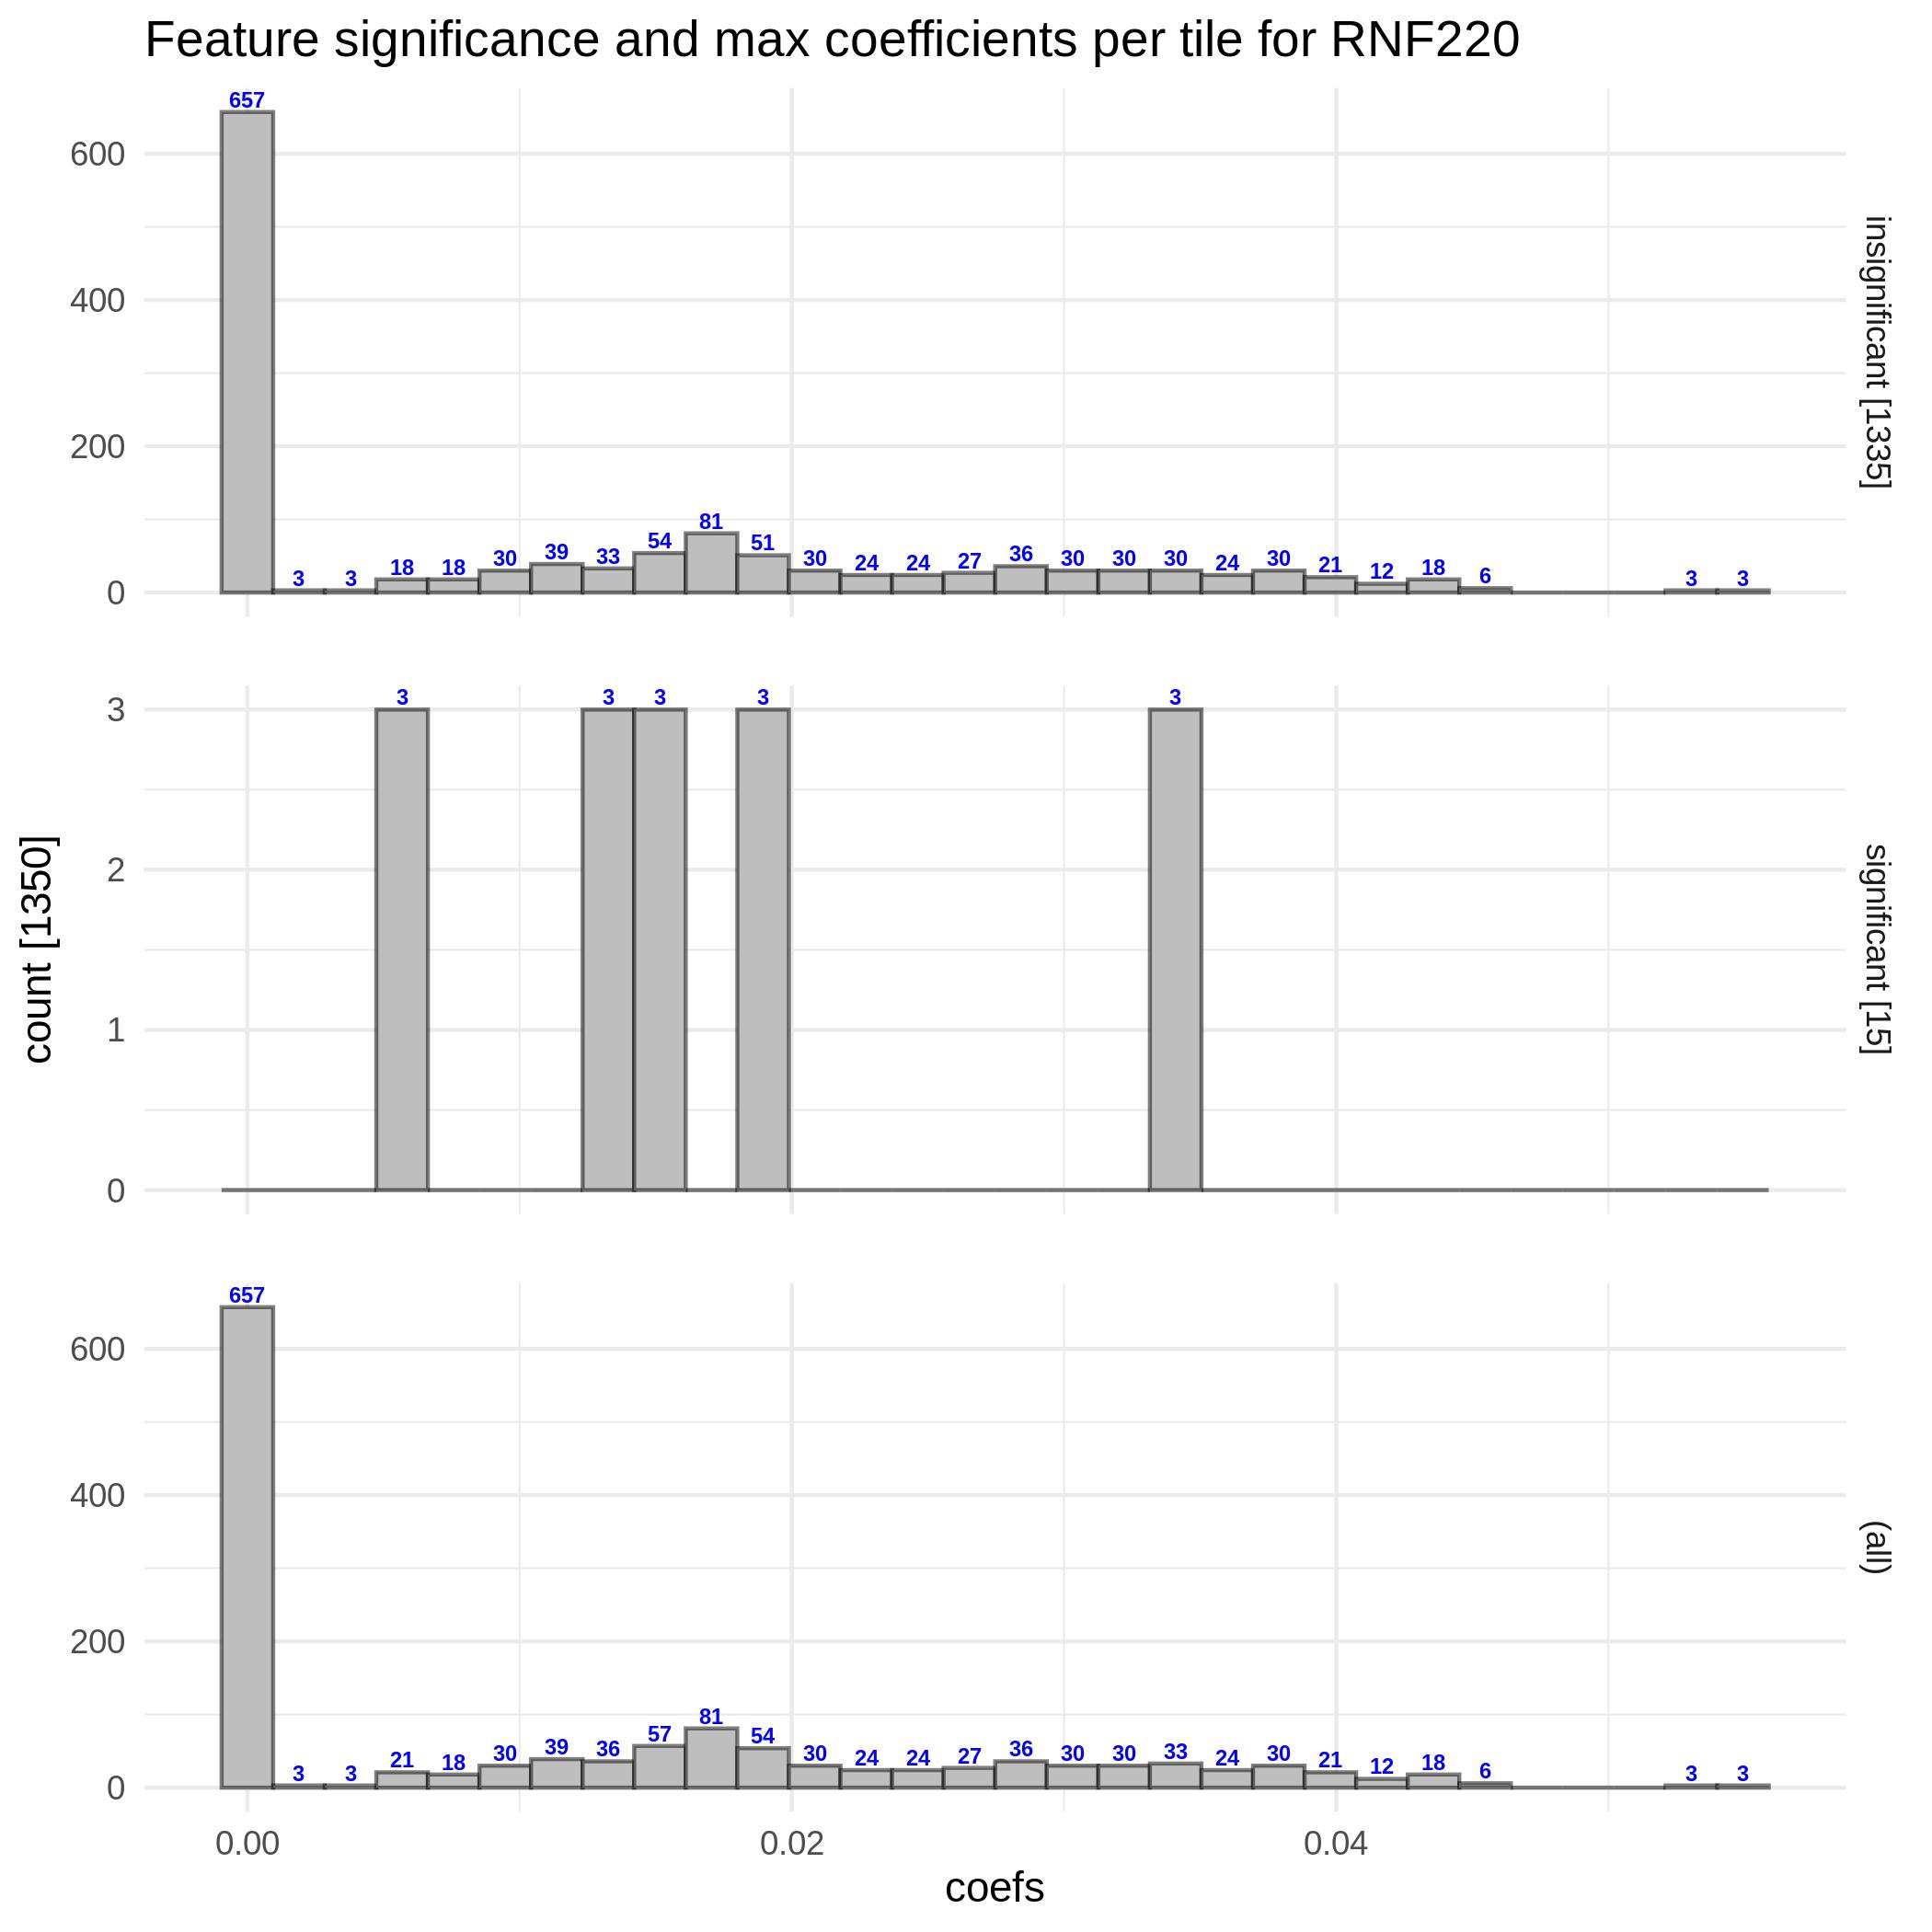 Feature significance and max coefficients per tile for RNF220
657
3 3 18 18 30 39 33 54 81 51 30 24 24 27 36 30 30 30 24 30 21 12 18 6 3 3
600
400
200
0
insignificant [1335]
3 3 3 3 3
3
2
1
0
significant [15]
count [1350]
657
3 3 21 18 30 39 36 57 81 54 30 24 24 27 36 30 30 33 24 30 21 12 18 6 3 3
600
400
200
0
(all)
0.00 0.02 0.04
coefs